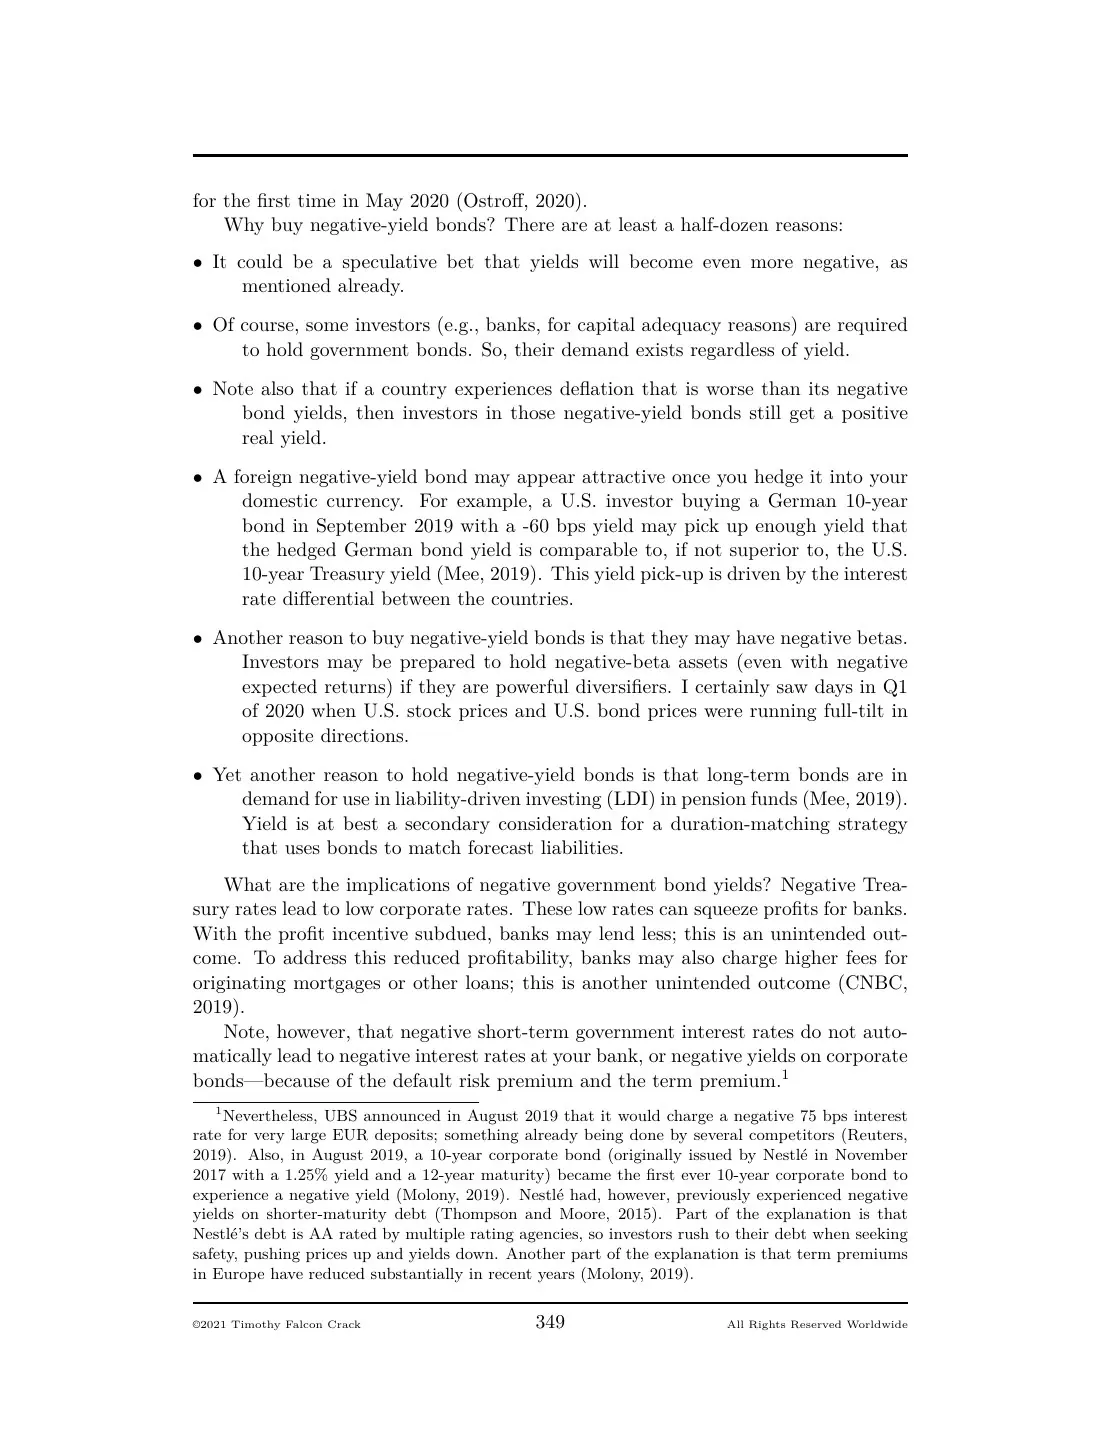 for the first time in May 2020 (Ostroff, 2020).
Why buy negative-yield bonds? There are at least a half-dozen reasons:
• It could be a speculative bet that yields will become even more negative, as
mentioned already.
• Of course, some investors (e.g., banks, for capital adequacy reasons) are required
to hold government bonds. So, their demand exists regardless of yield.
• Note also that if a country experiences deflation that is worse than its negative
bond yields, then investors in those negative-yield bonds still get a positive
real yield.
• A foreign negative-yield bond may appear attractive once you hedge it into your
domestic currency. For example, a U.S. investor buying a German 10-year
bond in September 2019 with a -60 bps yield may pick up enough yield that
the hedged German bond yield is comparable to, if not superior to, the U.S.
10-year Treasury yield (Mee, 2019). This yield pick-up is driven by the interest
rate differential between the countries.
• Another reason to buy negative-yield bonds is that they may have negative betas.
Investors may be prepared to hold negative-beta assets (even with negative
expected returns) if they are powerful diversifiers. I certainly saw days in Q1
of 2020 when U.S. stock prices and U.S. bond prices were running full-tilt in
opposite directions.
• Yet another reason to hold negative-yield bonds is that long-term bonds are in
demand for use in liability-driven investing (LDI) in pension funds (Mee, 2019).
Yield is at best a secondary consideration for a duration-matching strategy
that uses bonds to match forecast liabilities.
What are the implications of negative government bond yields? Negative Trea-
sury rates lead to low corporate rates. These low rates can squeeze profits for banks.
With the profit incentive subdued, banks may lend less; this is an unintended out-
come. To address this reduced profitability, banks may also charge higher fees for
originating mortgages or other loans; this is another unintended outcome (CNBC,
2019).
Note, however, that negative short-term government interest rates do not auto-
matically lead to negative interest rates at your bank, or negative yields on corporate
bonds—because of the default risk premium and the term premium.¹
¹Nevertheless, UBS announced in August 2019 that it would charge a negative 75 bps interest
rate for very large EUR deposits; something already being done by several competitors (Reuters,
2019). Also, in August 2019, a 10-year corporate bond (originally issued by Nestlé in November
2017 with a 1.25% yield and a 12-year maturity) became the first ever 10-year corporate bond to
experience a negative yield (Molony, 2019). Nestlé had, however, previously experienced negative
yields on shorter-maturity debt (Thompson and Moore, 2015). Part of the explanation is that
Nestlé's debt is AA rated by multiple rating agencies, so investors rush to their debt when seeking
safety, pushing prices up and yields down. Another part of the explanation is that term premiums
in Europe have reduced substantially in recent years (Molony, 2019).
©2021 Timothy Falcon Crack 349 All Rights Reserved Worldwide